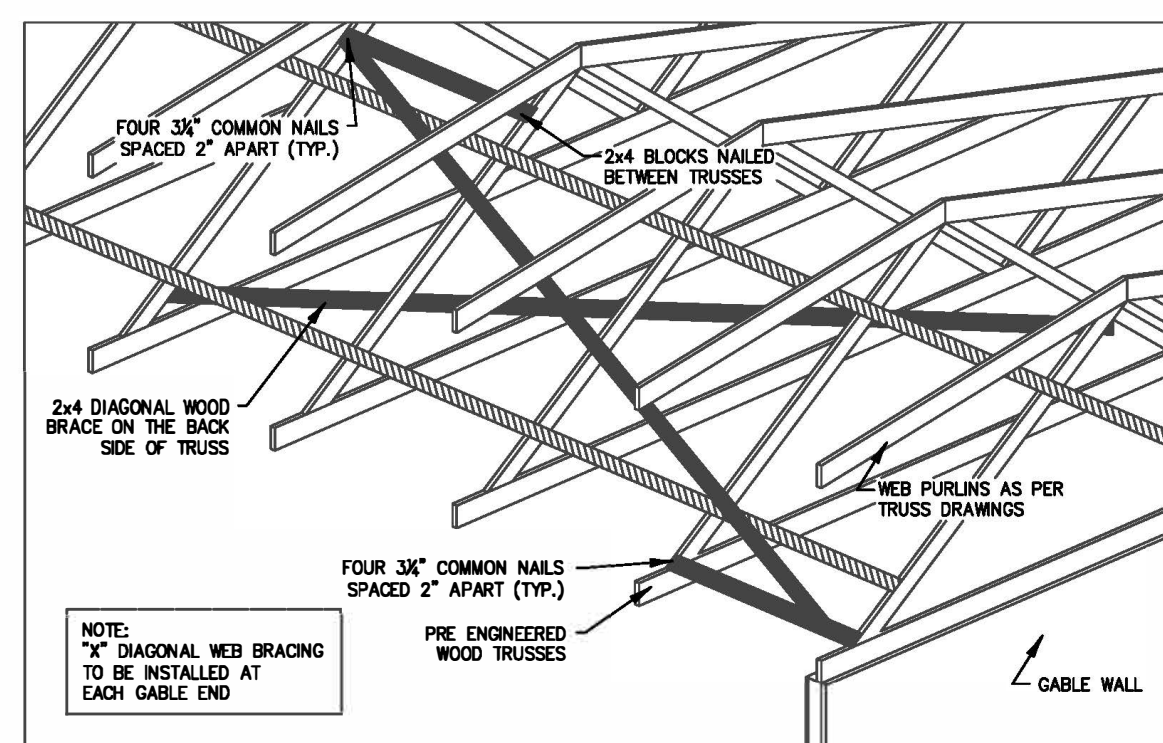 FOUR 3¼" COMMON NAILS
SPACED 2" APART (TYP.)
2x4 BLOCKS NAILED
BETWEEN TRUSSES
2x4 DIAGONAL WOOD
BRACE ON THE BACK
SIDE OF TRUSS
WEB PURLINS AS PER
TRUSS DRAWINGS
FOUR 3¼" COMMON NAILS
SPACED 2" APART (TYP.)
PRE ENGINEERED
WOOD TRUSSES
NOTE:
"X" DIAGONAL WEB BRACING
TO BE INSTALLED AT
EACH GABLE END
GABLE WALL